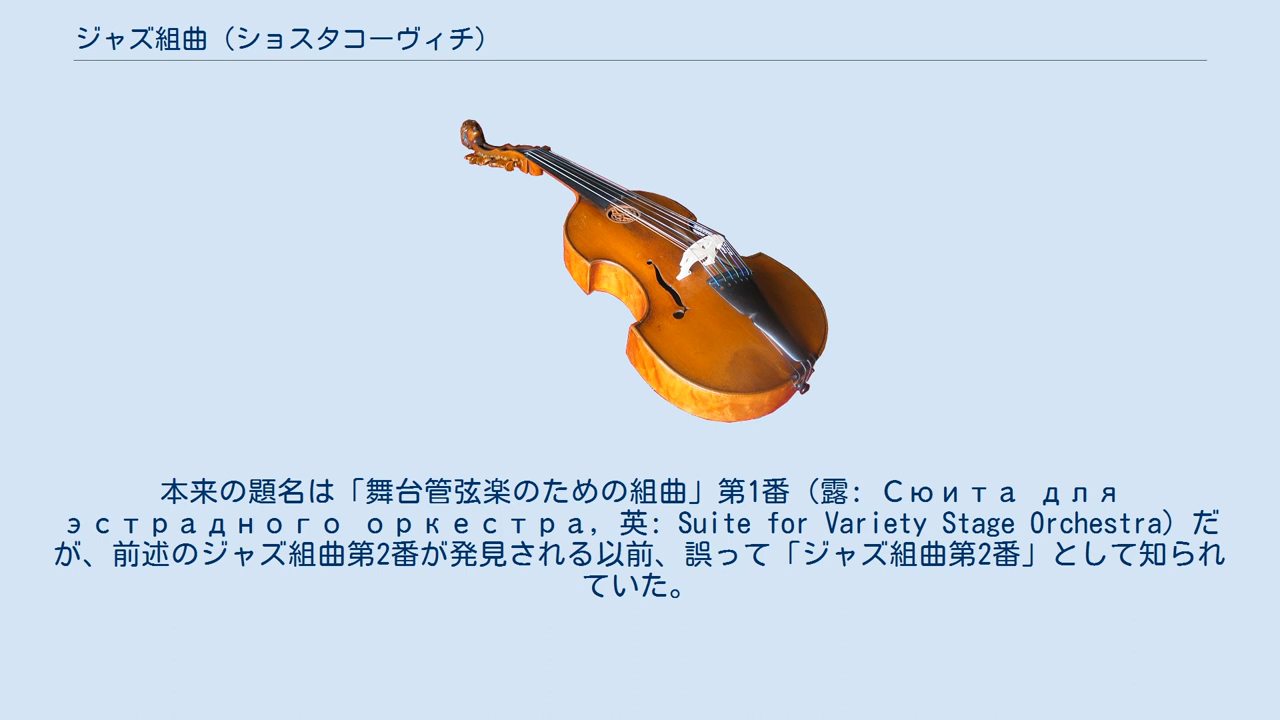 ジャズ組曲（ショスタコーヴィチ）
本来の題名は「舞台管弦楽のための組曲」第1番（露: Сюита для
эстрадного оркестра, 英: Suite for Variety Stage Orchestra）だ
が、前述のジャズ組曲第2番が発見される以前、誤って「ジャズ組曲第2番」として知られ
ていた。